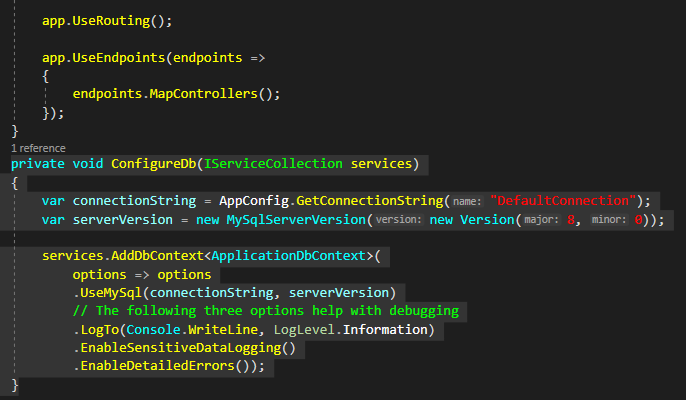 app.UseRouting();
app.UseEndpoints(endpoints =>
{
endpoints.MapControllers();
});
}
1 reference
private void ConfigureDb(IServiceCollection services)
{
var connectionString = AppConfig.GetConnectionString(name: "DefaultConnection");
var serverVersion = new MySqlServerVersion(version: new Version(major: 8, minor: 0));
services.AddDbContext<ApplicationDbContext>(
options => options
.UseMySql(connectionString, serverVersion)
// The following three options help with debugging
.LogTo(Console.WriteLine, LogLevel.Information)
.EnableSensitiveDataLogging()
.EnableDetailedErrors());
}